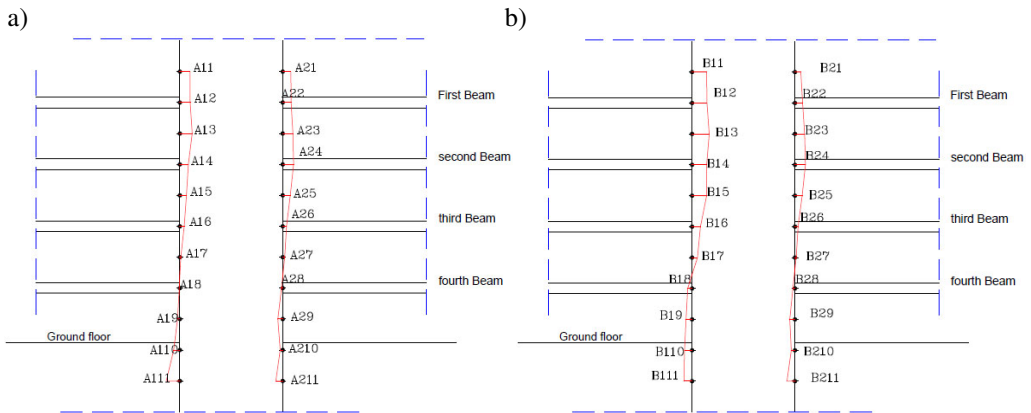 a)
b)
A11 A21
A12 A22 First Beam
A13 A23
A14 A24 second Beam
A15 A25
A16 A26 third Beam
A17 A27
A18 A28 fourth Beam
A19 A29
Ground floor
A110 A210
A111 A211
B11 B21
B12 B22 First Beam
B13 B23
B14 B24 second Beam
B15 B25
B16 B26 third Beam
B17 B27
B18 B28 fourth Beam
B19 B29
Ground floor
B110 B210
B111 B211